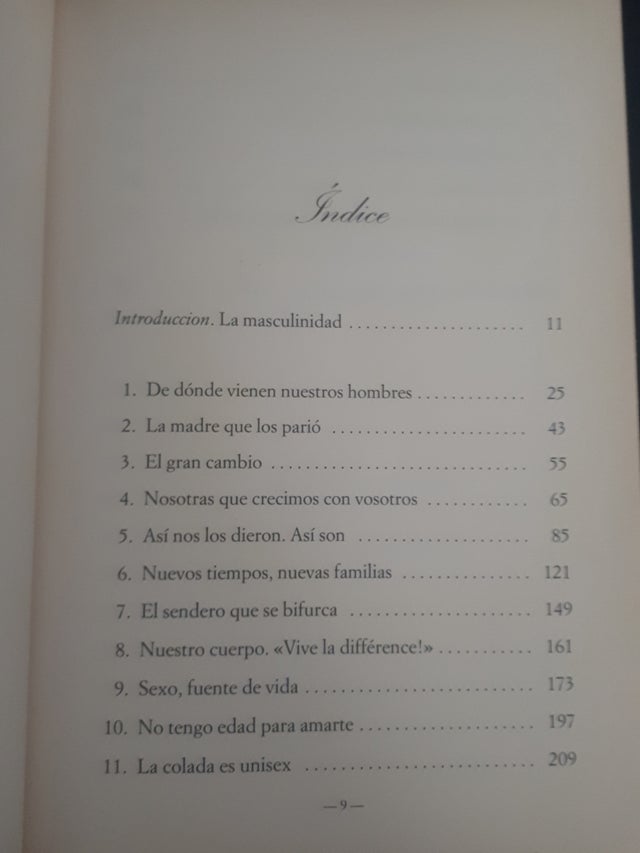 Índice
Introduccion. La masculinidad ........................ 11
1. De dónde vienen nuestros hombres ............. 25
2. La madre que los parió .......................... 43
3. El gran cambio ................................. 55
4. Nosotras que crecimos con vosotros ............ 65
5. Así nos los dieron. Así son ...................... 85
6. Nuevos tiempos, nuevas familias ................ 121
7. El sendero que se bifurca ........................ 149
8. Nuestro cuerpo. «Vive la différence!» ............ 161
9. Sexo, fuente de vida ............................. 173
10. No tengo edad para amarte ...................... 197
11. La colada es unisex ............................. 209
— 9 —